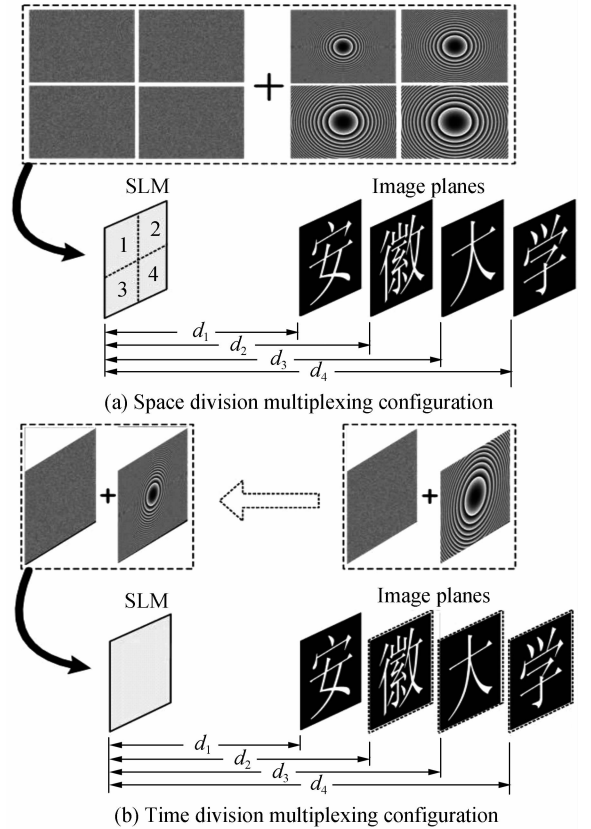 SLM
Image planes
1 2
3 4
安 徽 大 学
d1
d2
d3
d4
(a) Space division multiplexing configuration
SLM
Image planes
安 徽 大 学
d1
d2
d3
d4
(b) Time division multiplexing configuration